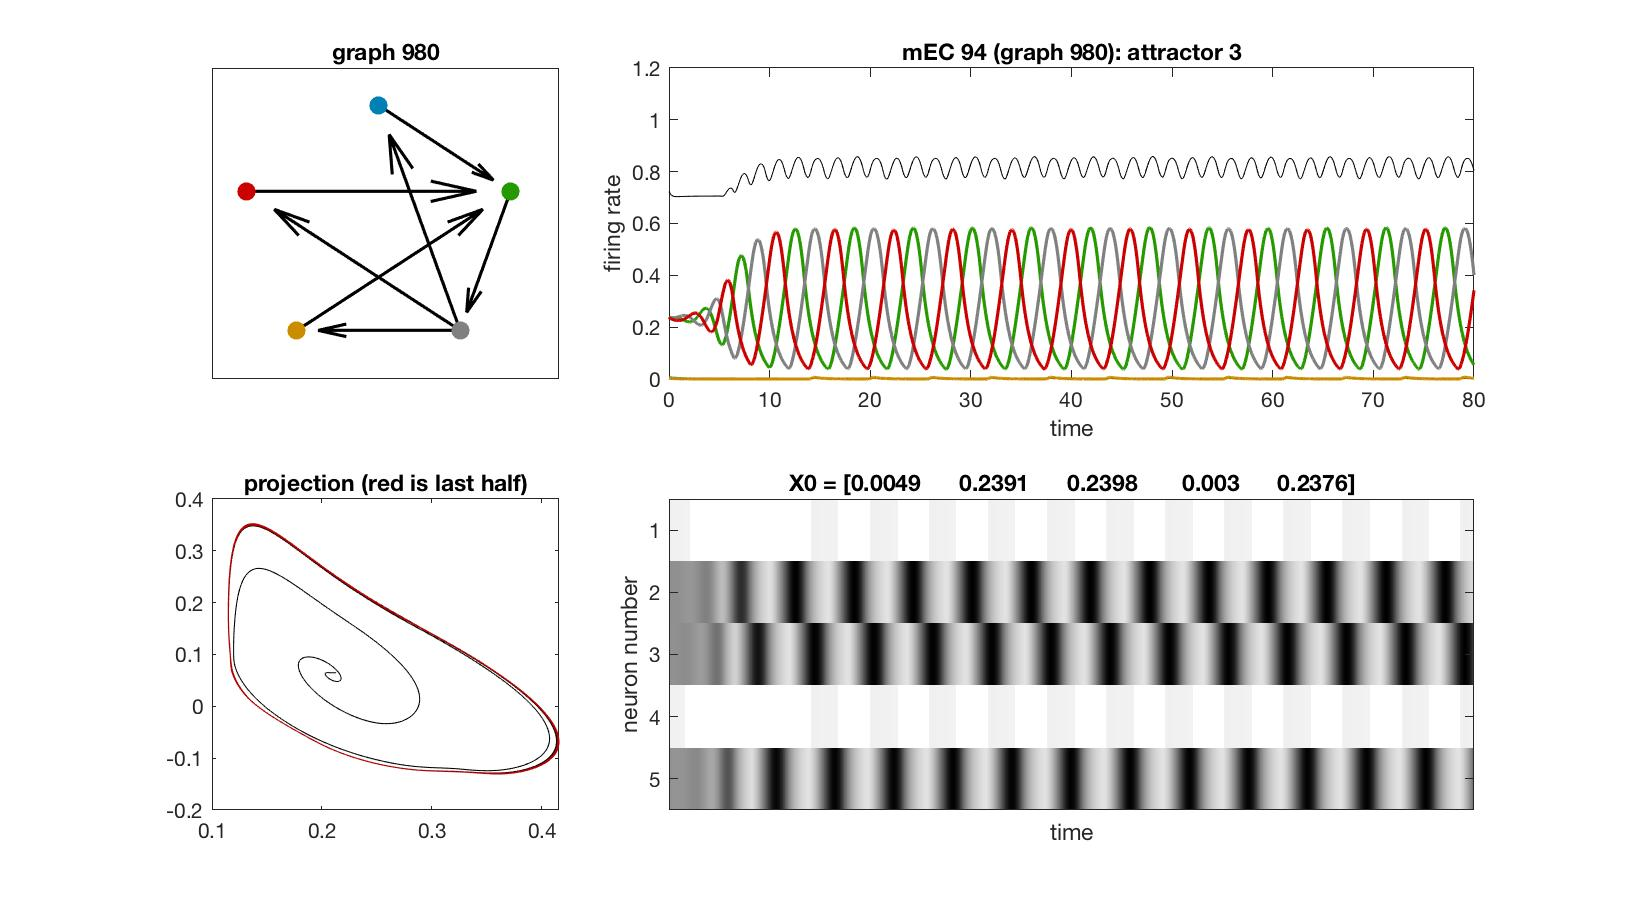 graph 980
mEC 94 (graph 980): attractor 3
1.2
1
0.8
0.6
0.4
0.2
0
firing rate
0 10 20 30 40 50 60 70 80
time
projection (red is last half)
0.4
0.3
0.2
0.1
0
-0.1
-0.2
0.1 0.2 0.3 0.4
X0 = [0.0049 0.2391 0.2398 0.003 0.2376]
1
2
3
4
5
neuron number
time